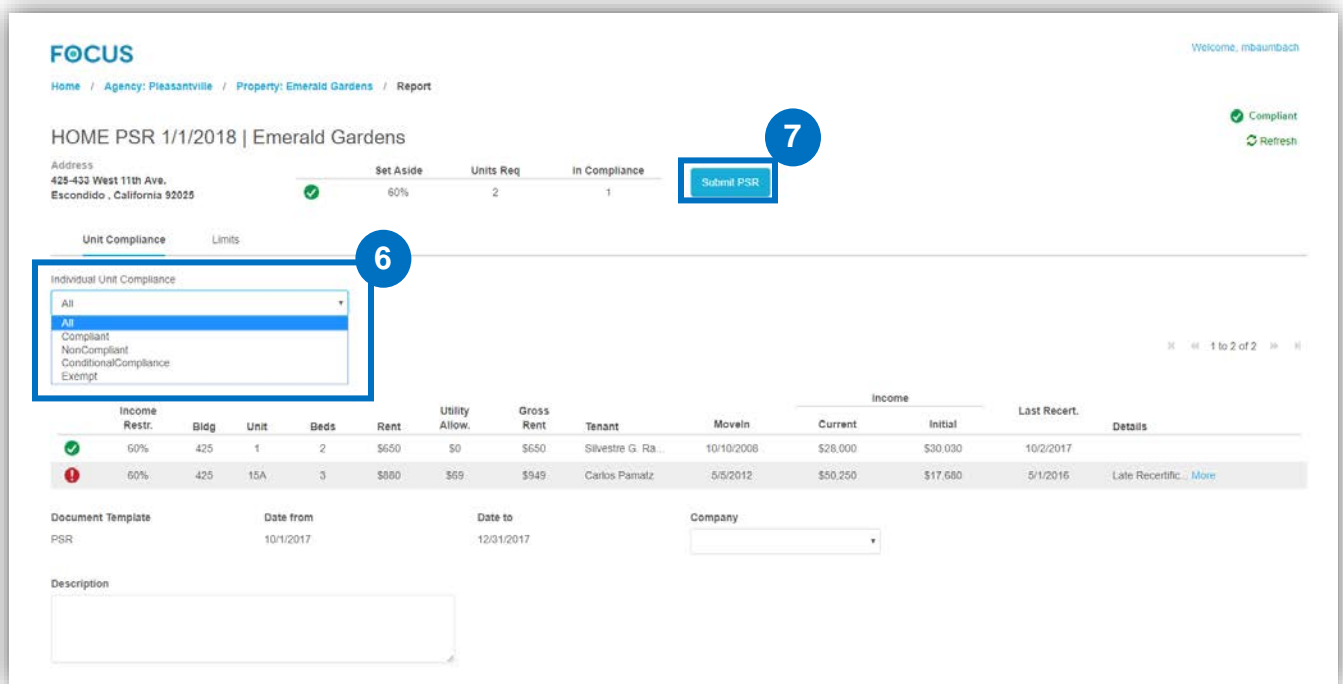 FOCUS
Welcome, mbaumbach
Home / Agency: Pleasantville / Property: Emerald Gardens / Report
Compliant
Refresh
HOME PSR 1/1/2018 | Emerald Gardens
7
Address
425-433 West 11th Ave.
Escondido , California 92025
Set Aside Units Req In Compliance
60% 2 1
Submit PSR
Unit Compliance Limits
6
Individual Unit Compliance
All
All
Compliant
NonCompliant
ConditionalCompliance
Exempt
1 to 2 of 2
Income
Income Restr. Bldg Unit Beds Rent Utility Allow. Gross Rent Tenant MoveIn Current Initial Last Recert. Details
60% 425 1 2 $650 $0 $650 Silvestre G. Ra... 10/10/2008 $28,000 $30,030 10/2/2017
60% 425 15A 3 $880 $69 $949 Carlos Pamatz 5/5/2012 $50,250 $17,680 5/1/2016 Late Recertific... More
Document Template Date from Date to Company
PSR 10/1/2017 12/31/2017
Description